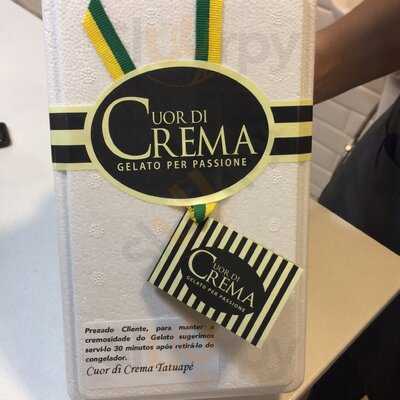 CUOR DI
CREMA
GELATO PER PASSIONE
CUOR DI
CREMA
GELATO PER PASSIONE
Prezado Cliente, para manter a
cremosidade do Gelato sugerimos
servi-lo 30 minutos após retirá-lo do
congelador.
Cuor di Crema Tatuapé